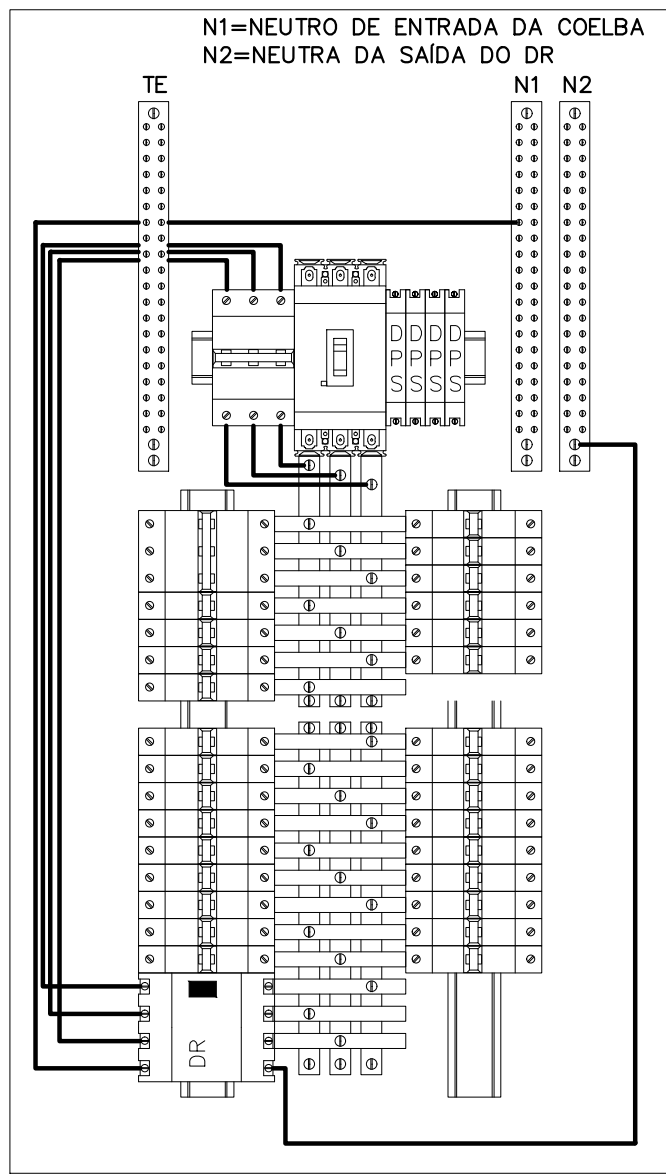 N1=NEUTRO DE ENTRADA DA COELBA
N2=NEUTRA DA SAÍDA DO DR
TE
N1 N2
DPS DPS DPS DPS
DR